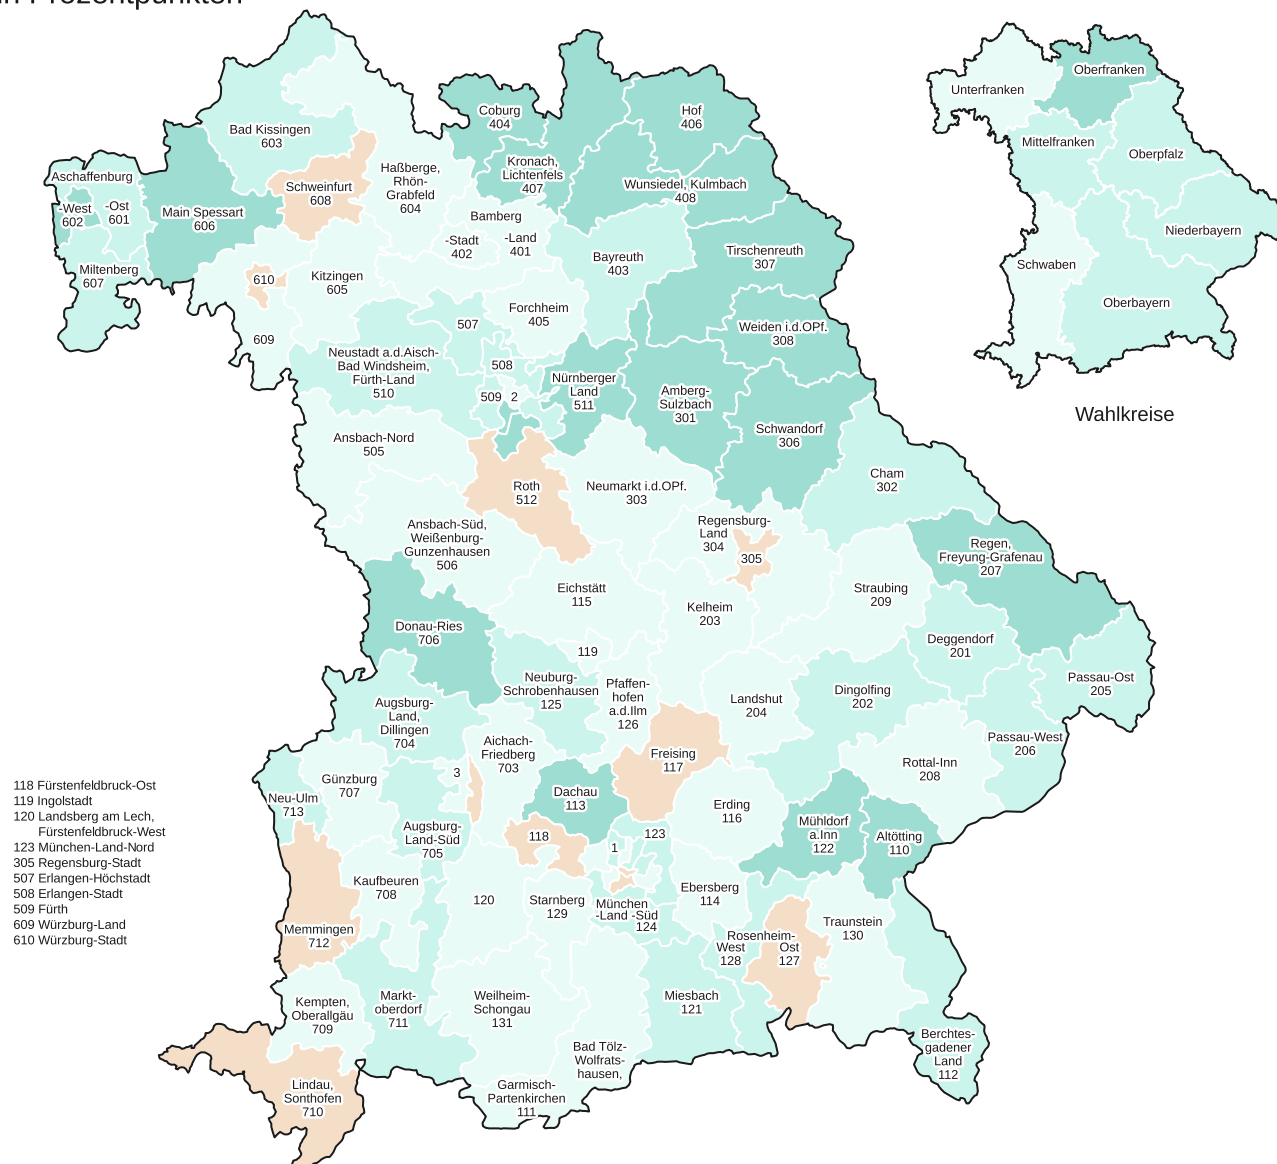 in Prozentpunkten
Bad Kissingen
603
Coburg
404
Hof
406
Kronach,
Lichtenfels
407
Wunsiedel, Kulmbach
408
Aschaffenburg
-West
602
-Ost
601
Main Spessart
606
Schweinfurt
608
Haßberge,
Rhön-
Grabfeld
604
Bamberg
-Stadt
402
-Land
401
Bayreuth
403
Tirschenreuth
307
Miltenberg
607
610
Kitzingen
605
Forchheim
405
507
609
Weiden i.d.OPf.
308
Neustadt a.d.Aisch-
Bad Windsheim,
Fürth-Land
510
508
509
2
Nürnberger
Land
511
Amberg-
Sulzbach
301
Schwandorf
306
Ansbach-Nord
505
Cham
302
Roth
512
Neumarkt i.d.OPf.
303
Regensburg-
Land
304
305
Ansbach-Süd,
Weißenburg-
Gunzenhausen
506
Regen,
Freyung-Grafenau
207
Eichstätt
115
Kelheim
203
Straubing
209
Donau-Ries
706
Deggendorf
201
119
Neuburg-
Schrobenhausen
125
Pfaffen-
hofen
a.d.Ilm
126
Landshut
204
Dingolfing
202
Passau-Ost
205
Augsburg-
Land,
Dillingen
704
Aichach-
Friedberg
703
Freising
117
Passau-West
206
Rottal-Inn
208
Günzburg
707
3
Neu-Ulm
713
Dachau
113
Erding
116
Mühldorf
a.Inn
122
Altötting
110
Augsburg-
Land-Süd
705
118
123
1
Kaufbeuren
708
120
Starnberg
129
München
-Land -Süd
124
Ebersberg
114
Memmingen
712
Rosenheim-
West
128
Ost
127
Traunstein
130
Kempten,
Oberallgäu
709
Markt-
oberdorf
711
Weilheim-
Schongau
131
Miesbach
121
Bad Tölz-
Wolfrats-
hausen,
Garmisch-
Partenkirchen
111
Berchtes-
gadener
Land
112
Lindau,
Sonthofen
710
Oberfranken
Unterfranken
Mittelfranken
Oberpfalz
Niederbayern
Schwaben
Oberbayern
Wahlkreise
118 Fürstenfeldbruck-Ost
119 Ingolstadt
120 Landsberg am Lech,
Fürstenfeldbruck-West
123 München-Land-Nord
305 Regensburg-Stadt
507 Erlangen-Höchstadt
508 Erlangen-Stadt
509 Fürth
609 Würzburg-Land
610 Würzburg-Stadt